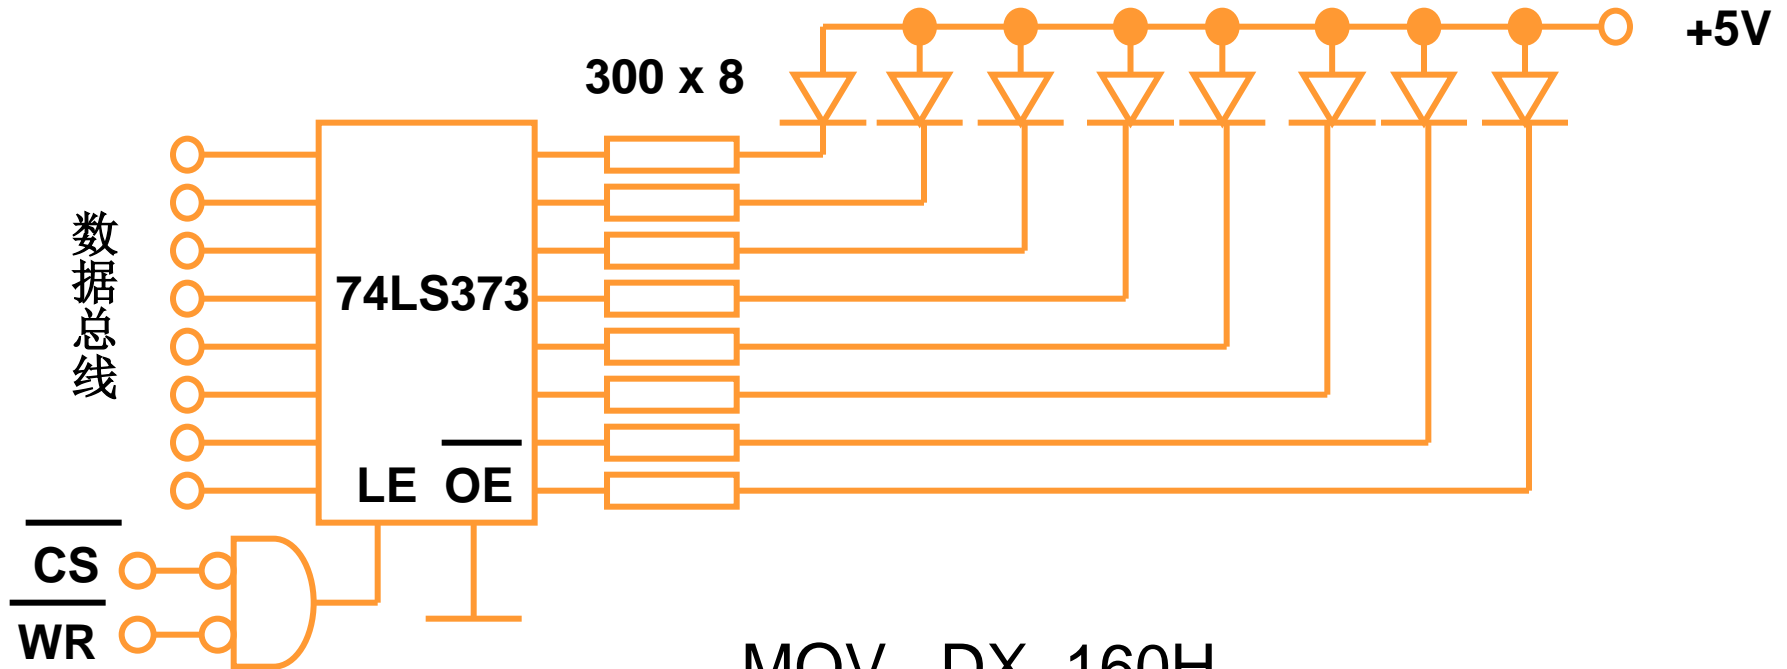 +5V
300 x 8
数据总线
74LS373
LE OE
CS
WR
MOV DX, 160H